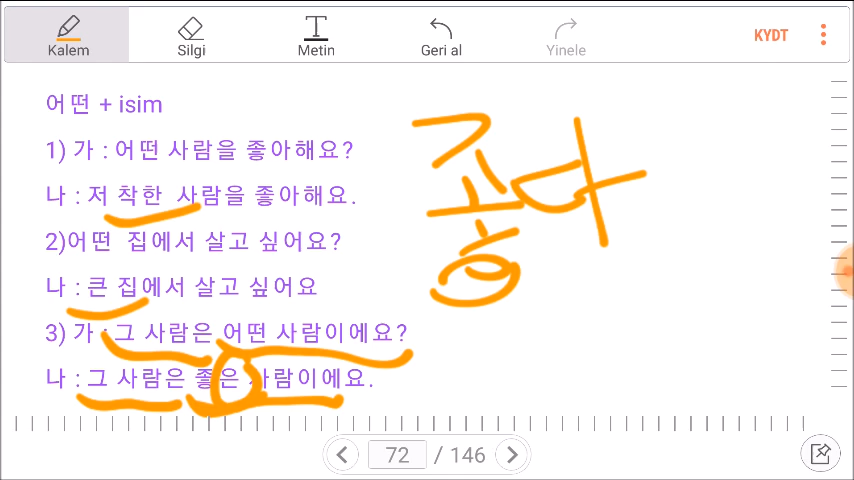 Kalem Silgi Metin Geri al Yinele KYDT
어떤 + isim
1) 가 : 어떤 사람을 좋아해요?
나 : 저 착한 사람을 좋아해요.
2)어떤 집에서 살고 싶어요?
나 : 큰 집에서 살고 싶어요
3) 가 : 그 사람은 어떤 사람이에요?
나 : 그 사람은 좋은 사람이에요.
좋다
72 / 146